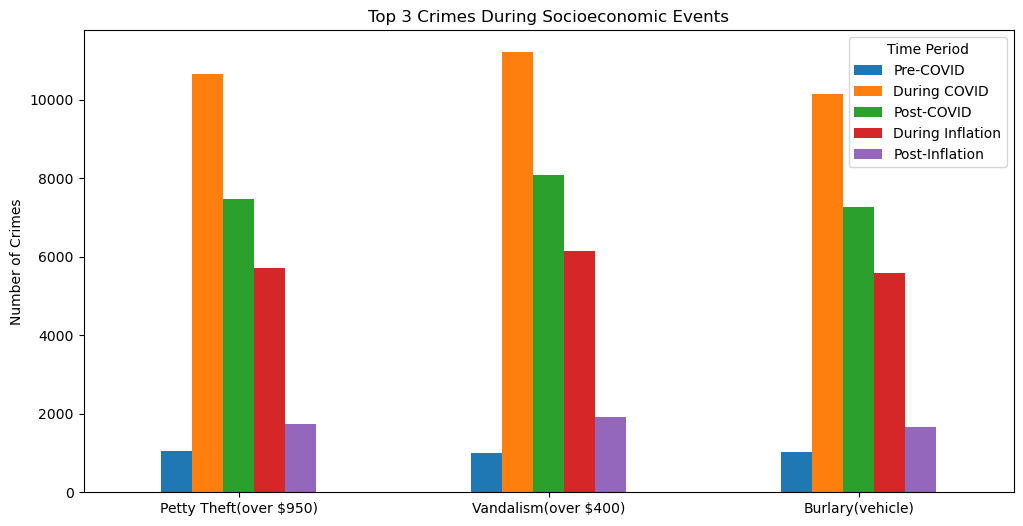 Top 3 Crimes During Socioeconomic Events
Time Period
Pre-COVID
During COVID
Post-COVID
During Inflation
Post-Inflation
Number of Crimes
10000
8000
6000
4000
2000
0
Petty Theft(over $950)
Vandalism(over $400)
Burlary(vehicle)